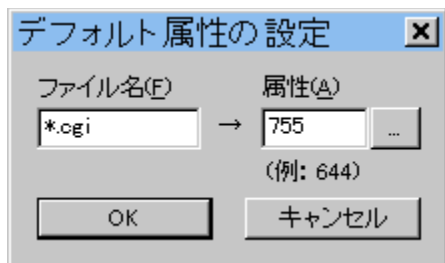 デフォルト属性の設定
ファイル名(F) 属性(A)
*.cgi → 755 ...
(例: 644)
OK キャンセル